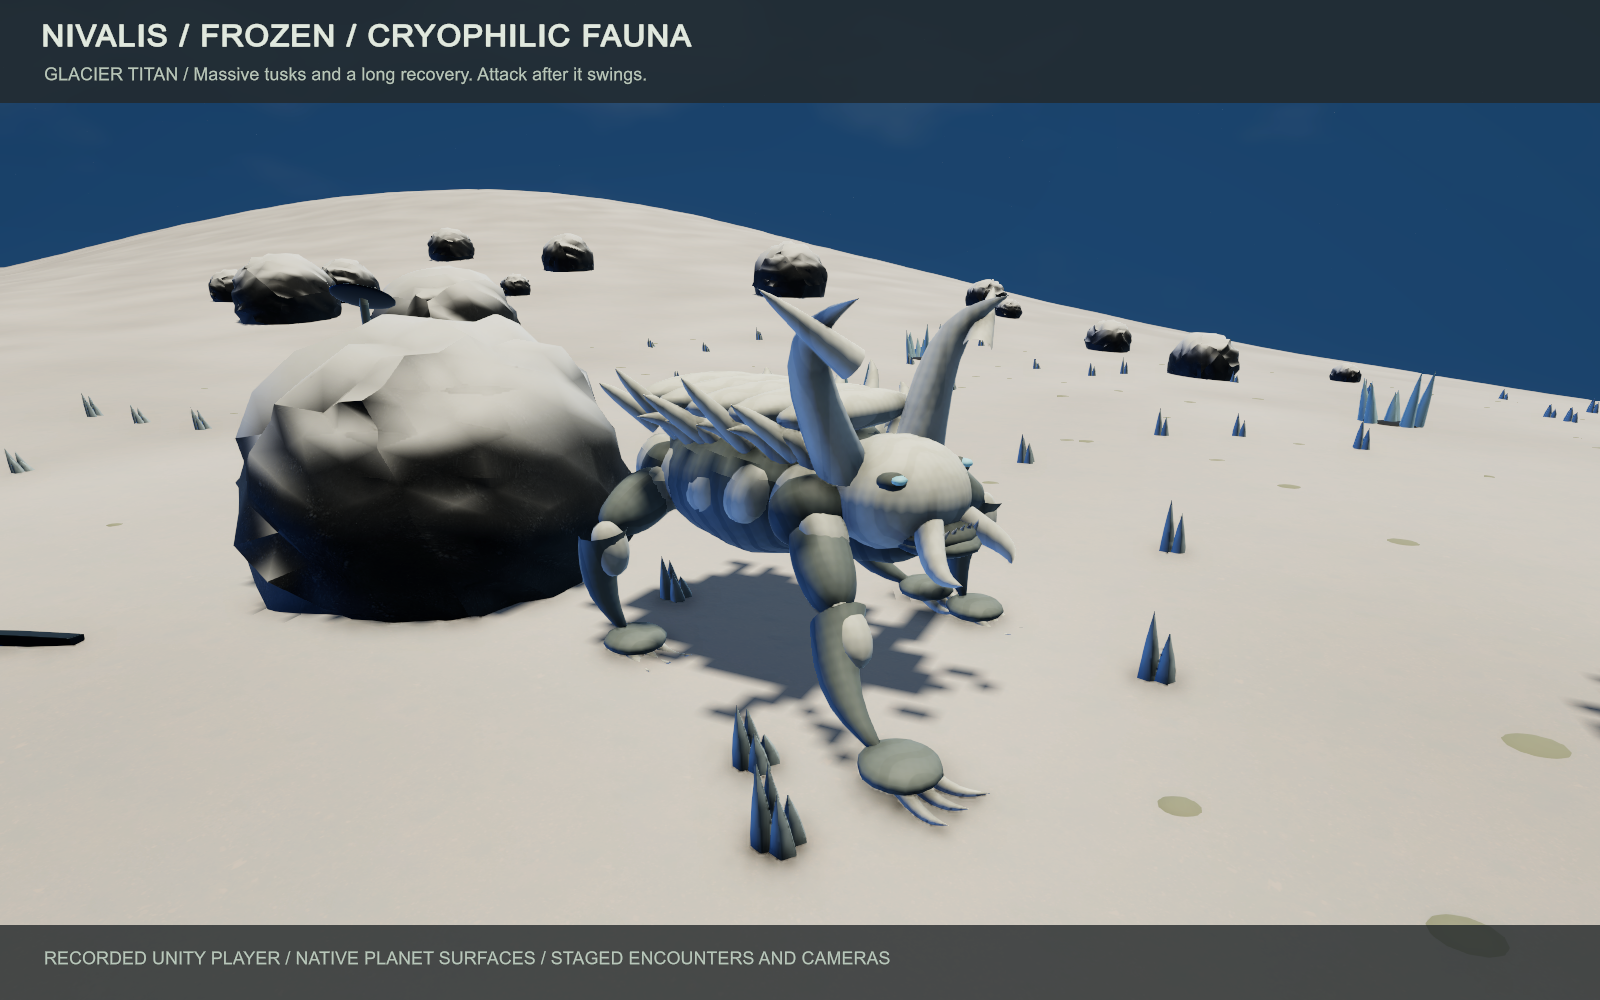 NIVALIS / FROZEN / CRYOPHILIC FAUNA
GLACIER TITAN / Massive tusks and a long recovery. Attack after it swings.
RECORDED UNITY PLAYER / NATIVE PLANET SURFACES / STAGED ENCOUNTERS AND CAMERAS